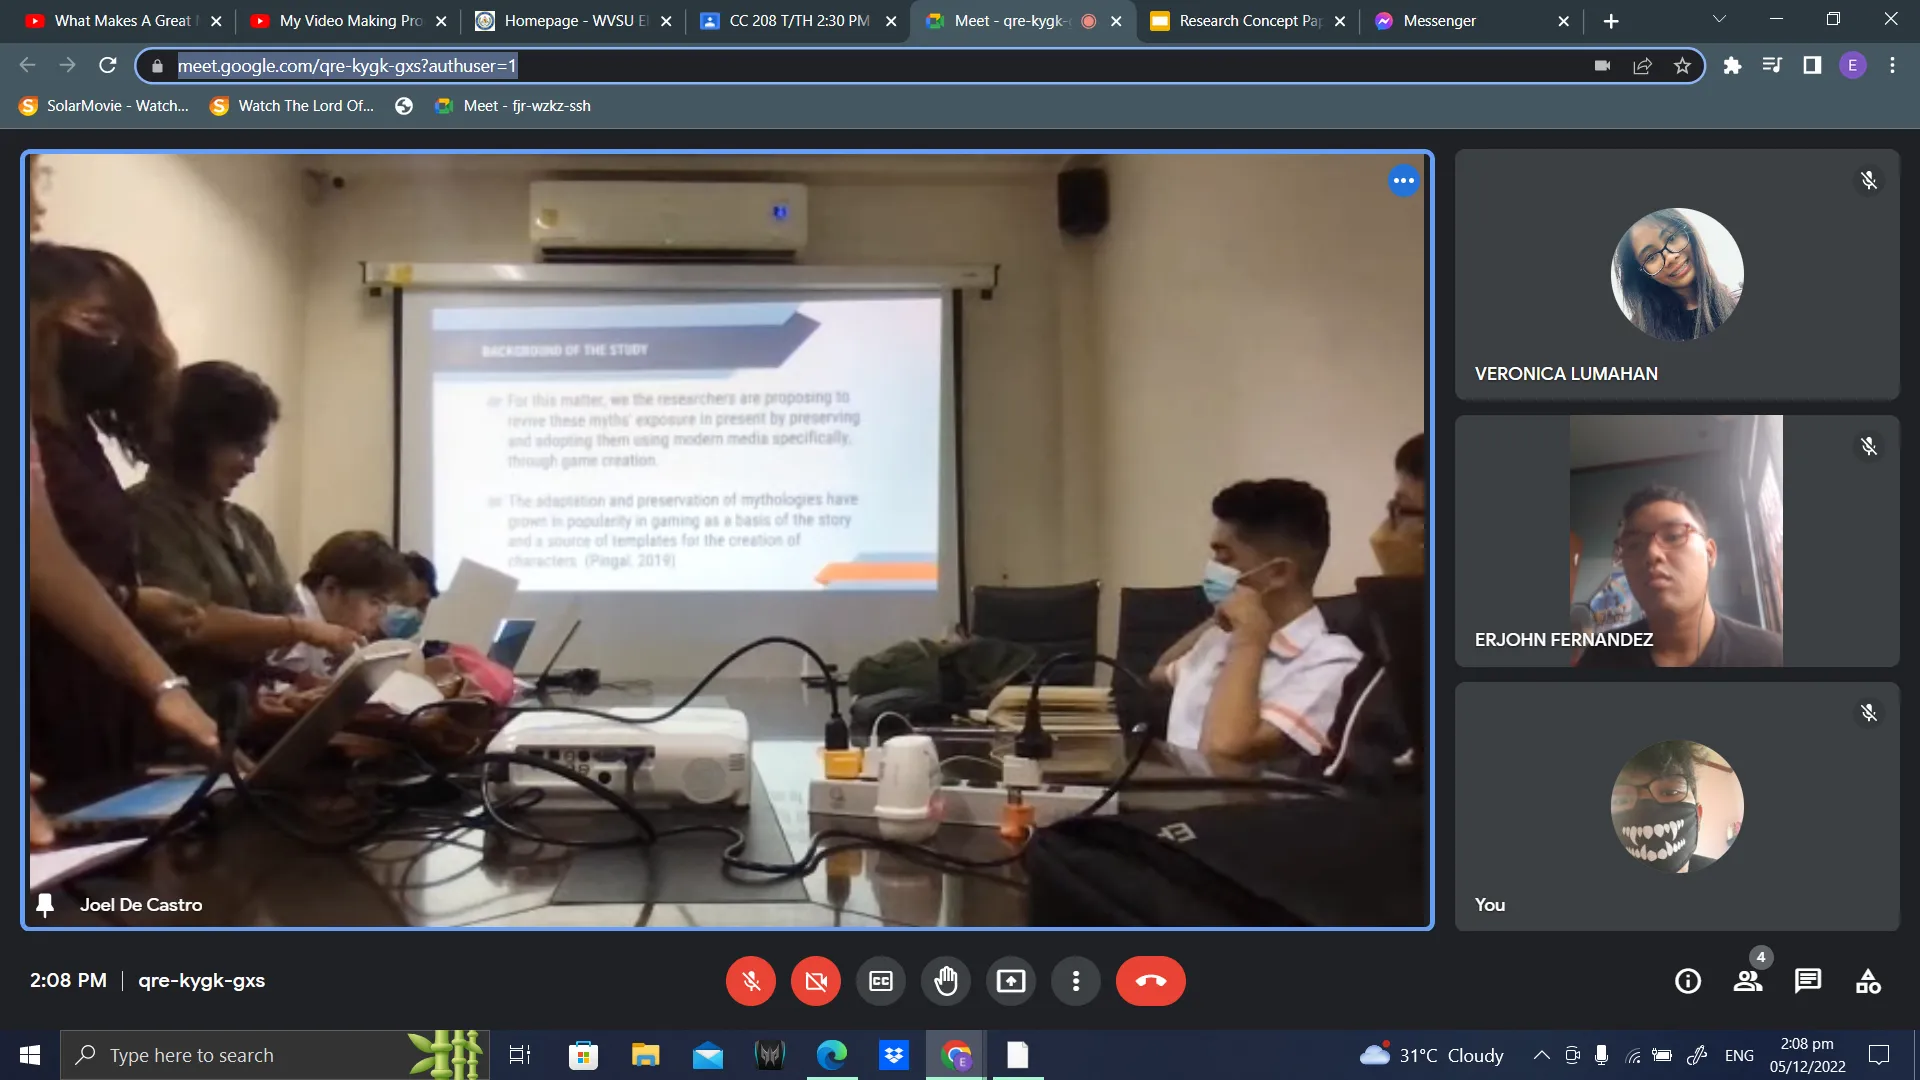 What Makes A Great
My Video Making Pro
Homepage - WVSU El
CC 208 T/TH 2:30 PM
Meet - qre-kygk-
Research Concept Pap
Messenger
meet.google.com/qre-kygk-gxs?authuser=1
E
SolarMovie - Watch...
Watch The Lord Of...
Meet - fjr-wzkz-ssh
BACKGROUND OF THE STUDY
For this matter, we the researchers are proposing to
revive these myths' exposure in present by preserving
and adopting them using modern media specifically,
through game creation.
The adaptation and preservation of mythologies have
grown in popularity in gaming as a basis of the story
and a source of templates for the creation of
characters. (Pingal, 2019)
Joel De Castro
VERONICA LUMAHAN
ERJOHN FERNANDEZ
You
2:08 PM | qre-kygk-gxs
CC
4
Type here to search
31°C Cloudy
ENG
2:08 pm
05/12/2022